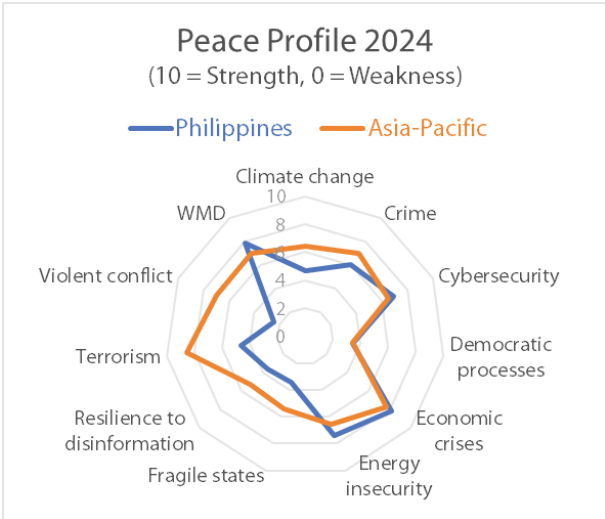 Peace Profile 2024
(10 = Strength, 0 = Weakness)
Philippines
Asia-Pacific
Climate change
Crime
Cybersecurity
Democratic
processes
Economic
crises
Energy
insecurity
Fragile states
Resilience to
disinformation
Terrorism
Violent conflict
WMD
10
8
6
4
2
0